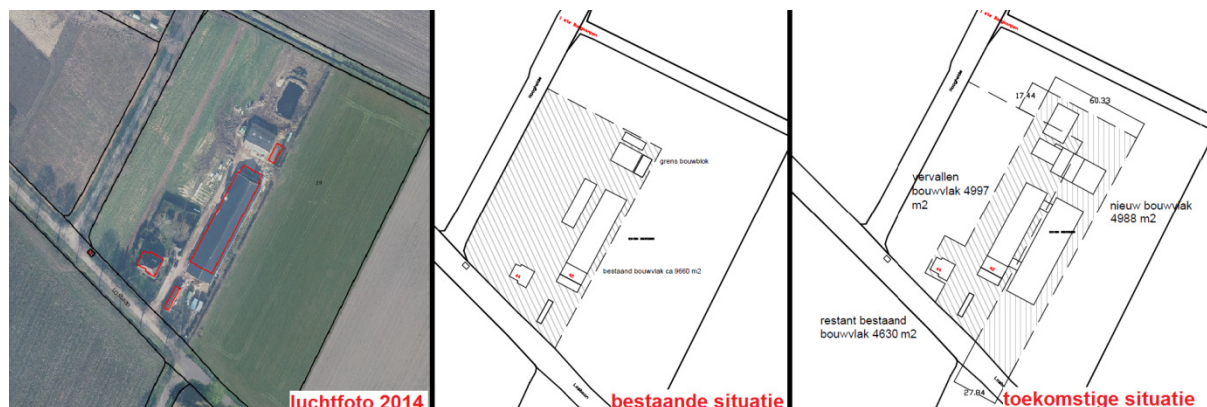 luchtfoto 2014
grens bouwblok
bestaand bouwvlak ca 9660 m2
bestaande situatie
17.44
60.33
vervallen
bouwvlak 4997
m2
nieuw bouwvlak
4988 m2
restant bestaand
bouwvlak 4630 m2
27.84
toekomstige situatie